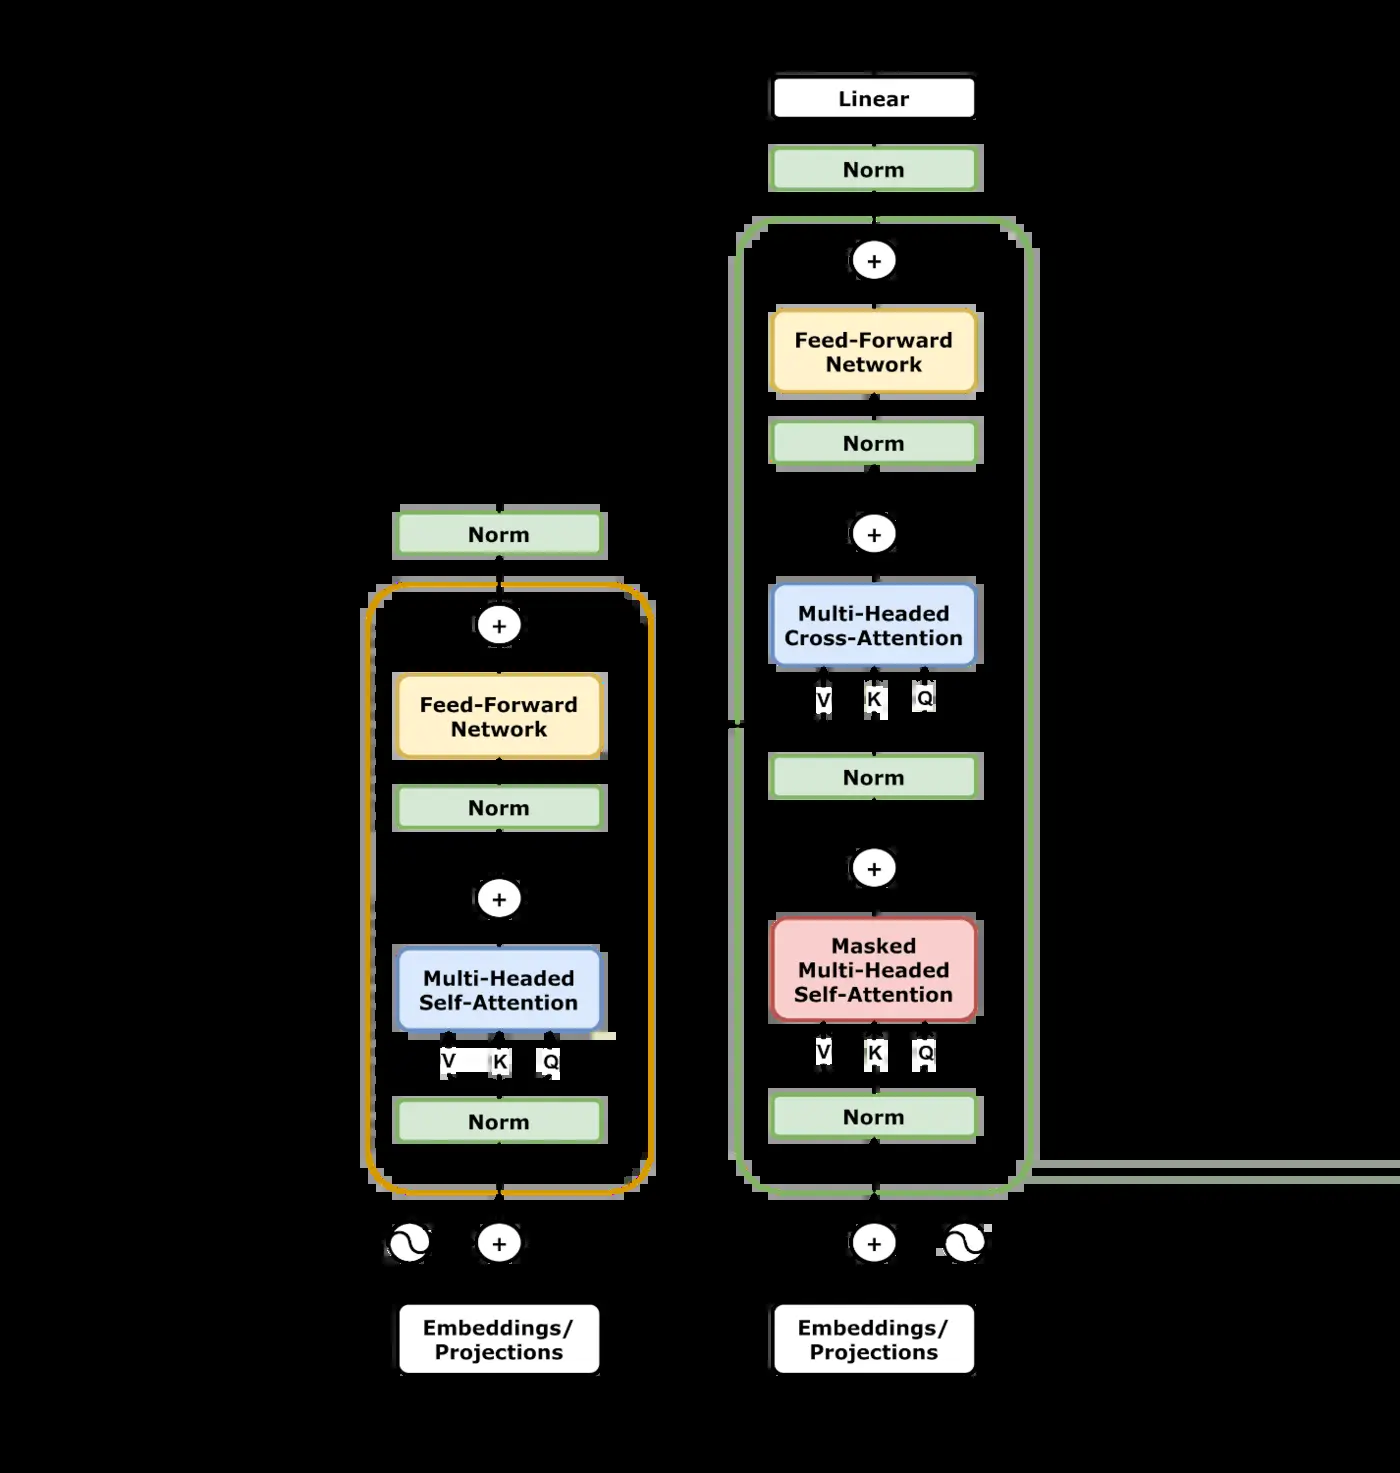 Norm
+
Feed-Forward
Network
Norm
+
Multi-Headed
Self-Attention
V K Q
Norm
+
Embeddings/
Projections
Linear
Norm
+
Feed-Forward
Network
Norm
+
Multi-Headed
Cross-Attention
V K Q
Norm
+
Masked
Multi-Headed
Self-Attention
V K Q
Norm
+
Embeddings/
Projections